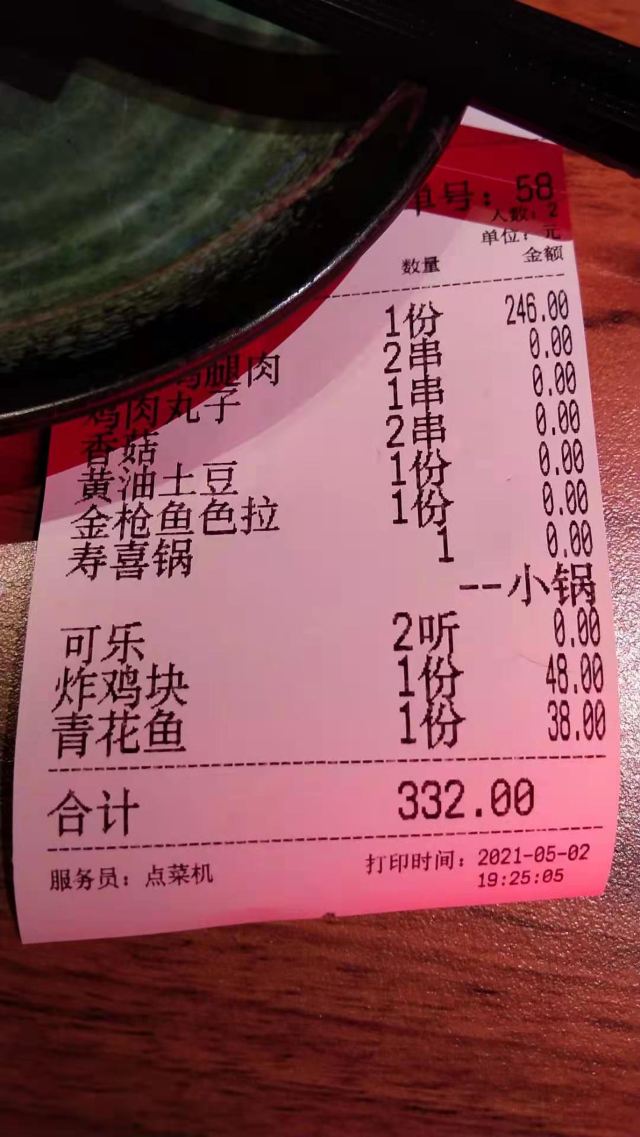 单号：58
人数：2
单位：元
数量 金额
1份 246.00
腿肉 2串 0.00
鸡肉丸子 1串 0.00
香菇 2串 0.00
黄油土豆 1份 0.00
金枪鱼色拉 1份 0.00
寿喜锅 1 0.00
--小锅
可乐 2听 0.00
炸鸡块 1份 48.00
青花鱼 1份 38.00
合计 332.00
服务员：点菜机 打印时间：2021-05-02
19:25:05